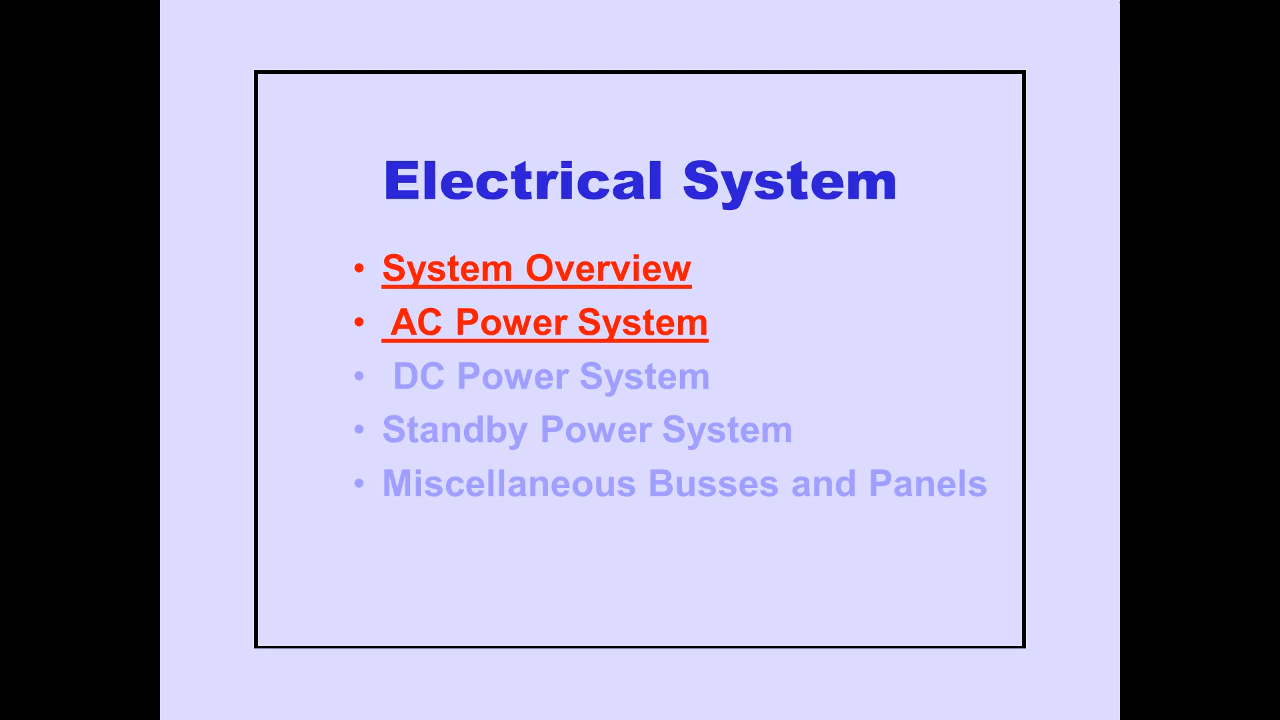 Electrical System
• System Overview
• AC Power System
• DC Power System
• Standby Power System
• Miscellaneous Busses and Panels